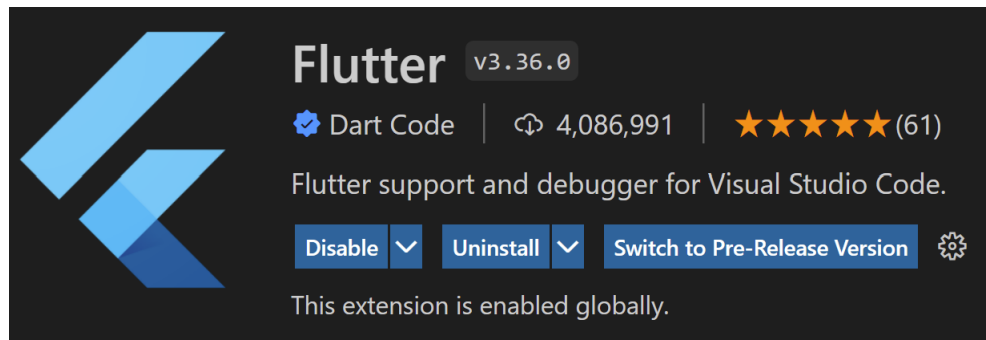 Flutter v3.36.0
Dart Code 4,086,991 (61)
Flutter support and debugger for Visual Studio Code.
Disable Uninstall Switch to Pre-Release Version
This extension is enabled globally.